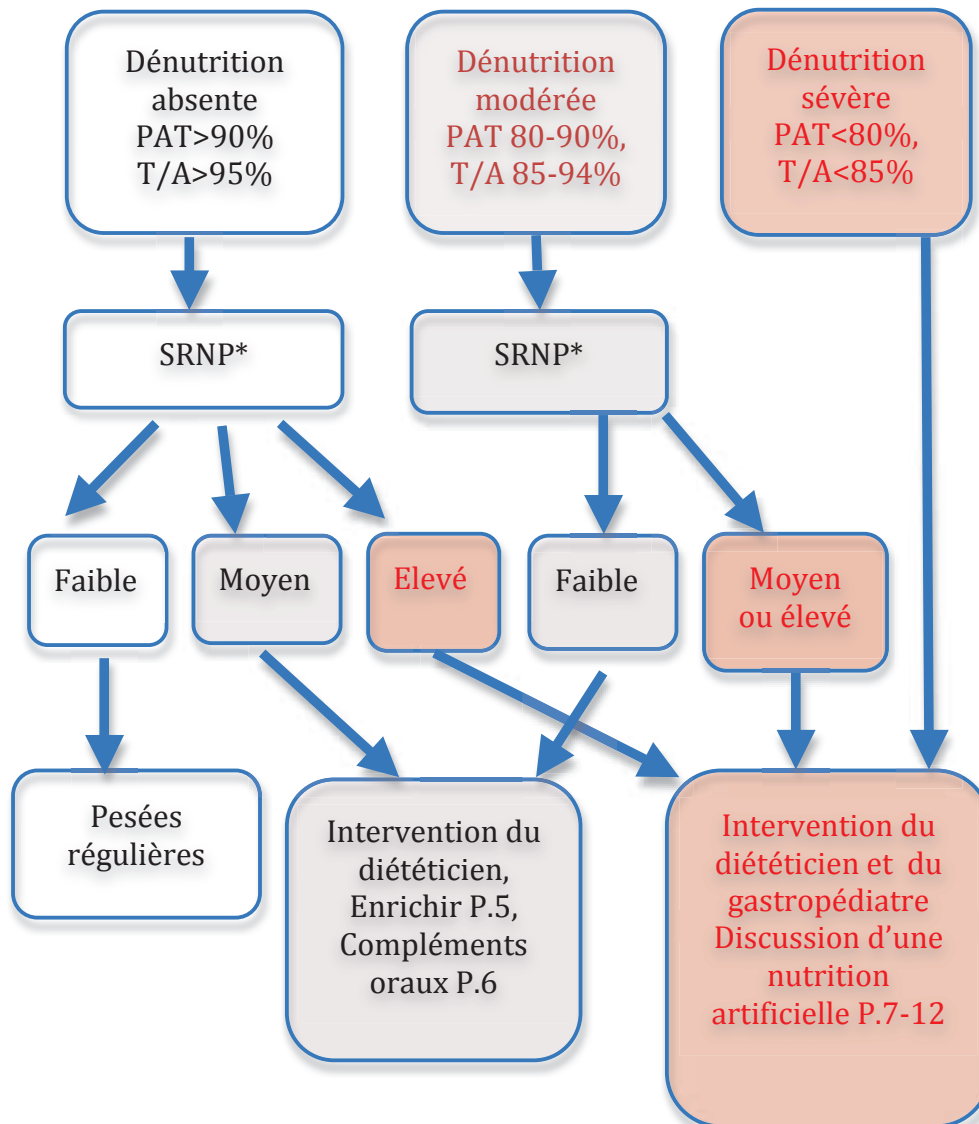 Dénutrition
absente
PAT>90%
T/A>95%
Dénutrition
modérée
PAT 80-90%,
T/A 85-94%
Dénutrition
sévère
PAT<80%,
T/A<85%
SRNP*
SRNP*
Faible
Moyen
Elevé
Faible
Moyen
ou élevé
Pesées
régulières
Intervention du
diététicien,
Enrichir P.5,
Compléments
oraux P.6
Intervention du
diététicien et du
gastropédiatre
Discussion d’une
nutrition
artificielle P.7-12